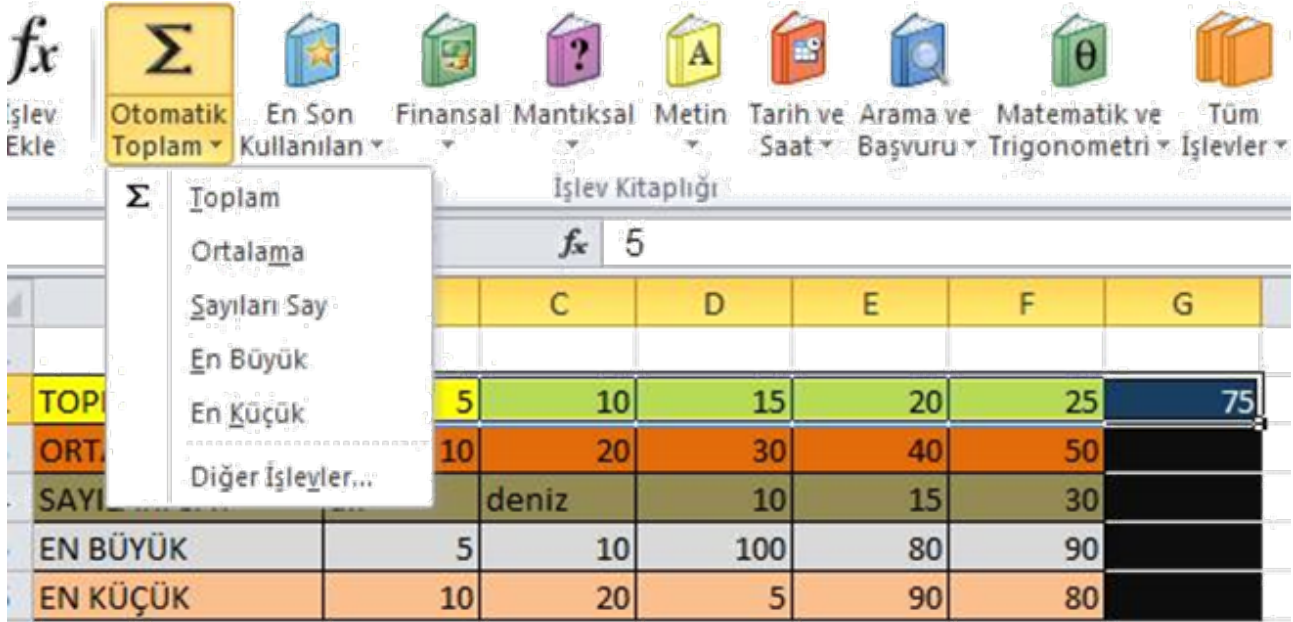 fx Σ ? A θ
İşlev Otomatik En Son Finansal Mantıksal Metin Tarih ve Arama ve Matematik ve Tüm
Ekle Toplam Kullanılan Saat Başvuru Trigonometri İşlevler
İşlev Kitaplığı
Σ Toplam
Ortalama
Sayıları Say
En Büyük
En Küçük
Diğer İşlevler...
fx 5
C D E F G
TOP 5 10 15 20 25 75
ORT 10 20 30 40 50
SAYI deniz 10 15 30
EN BÜYÜK 5 10 100 80 90
EN KÜÇÜK 10 20 5 90 80